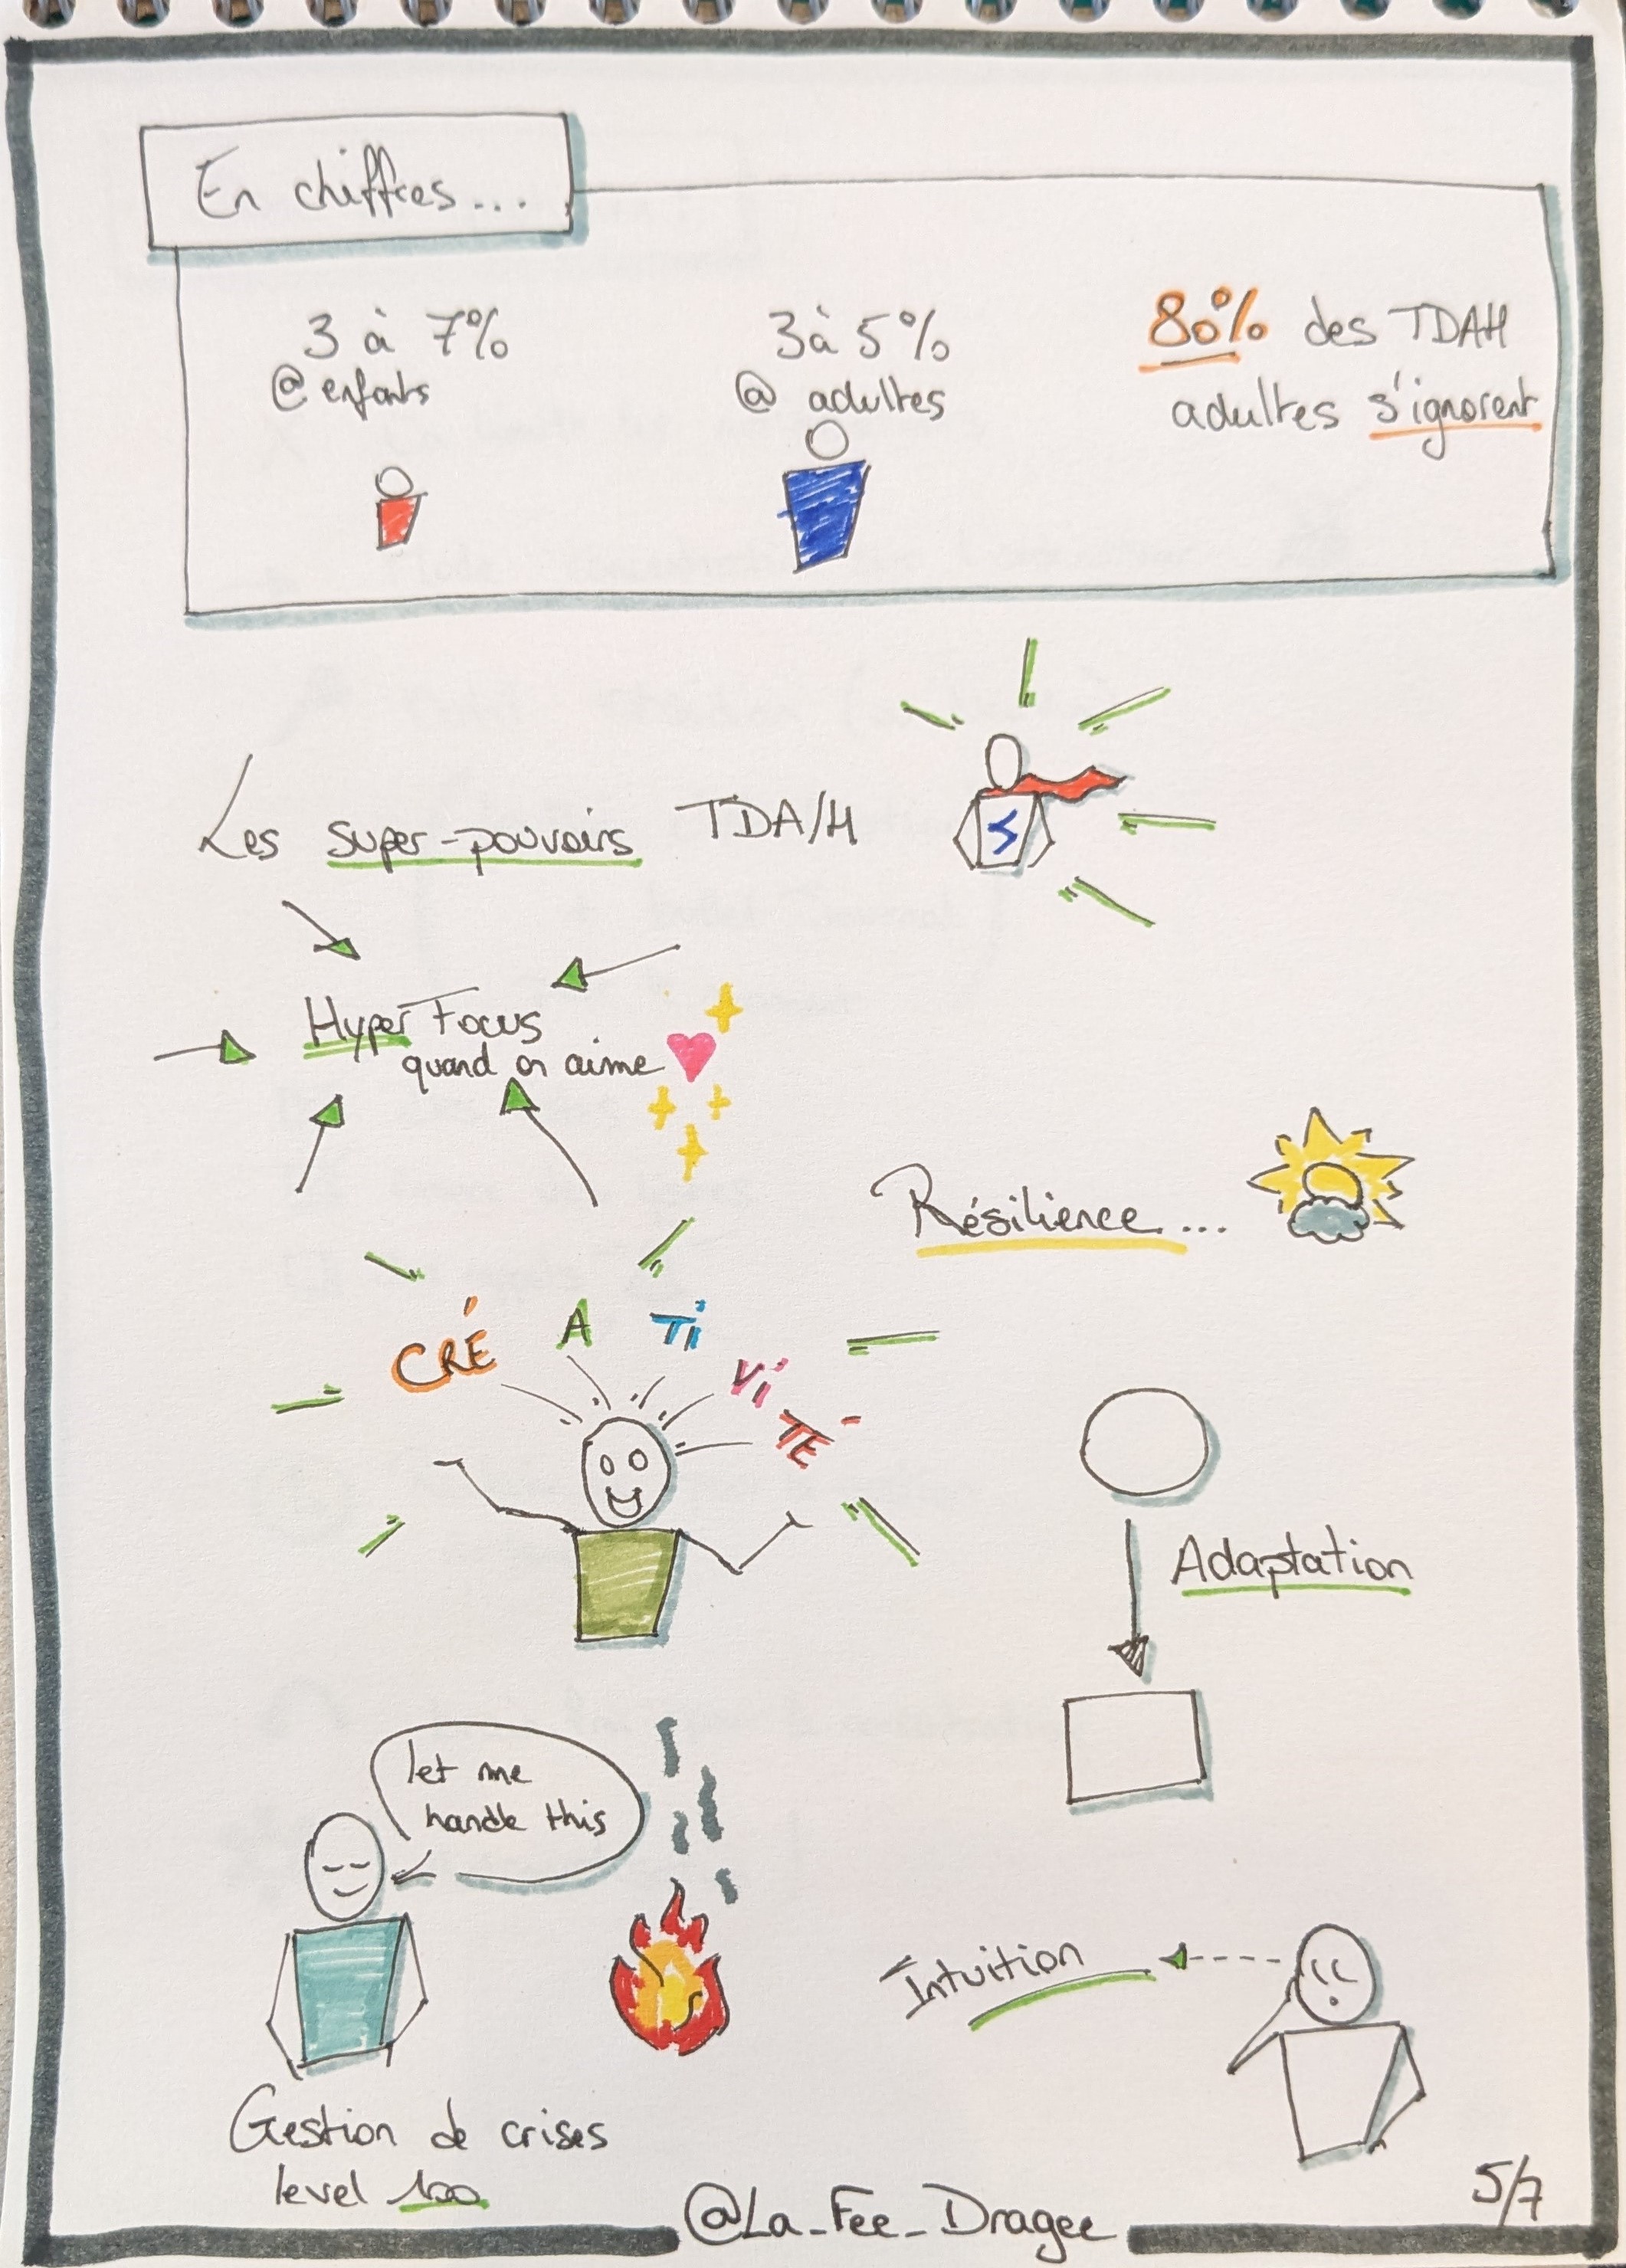 En chiffres...
3 à 7%
@ enfants
3 à 5%
@ adultes
80% des TDAH
adultes s'ignorent
Les super-pouvoirs TDA/H
S
Hyper Focus
quand on aime
Résilience...
CRÉ A Ti Vi TÉ
Adaptation
let me
handle this
Gestion de crises
level 100
Intuition
5/7
@La_Fee_Dragee